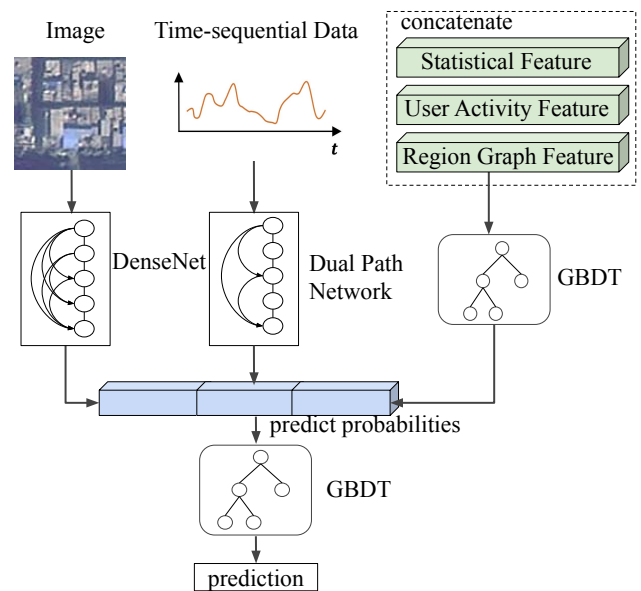 Image
Time-sequential Data
concatenate
Statistical Feature
User Activity Feature
Region Graph Feature
t
DenseNet
Dual Path
Network
GBDT
predict probabilities
GBDT
prediction